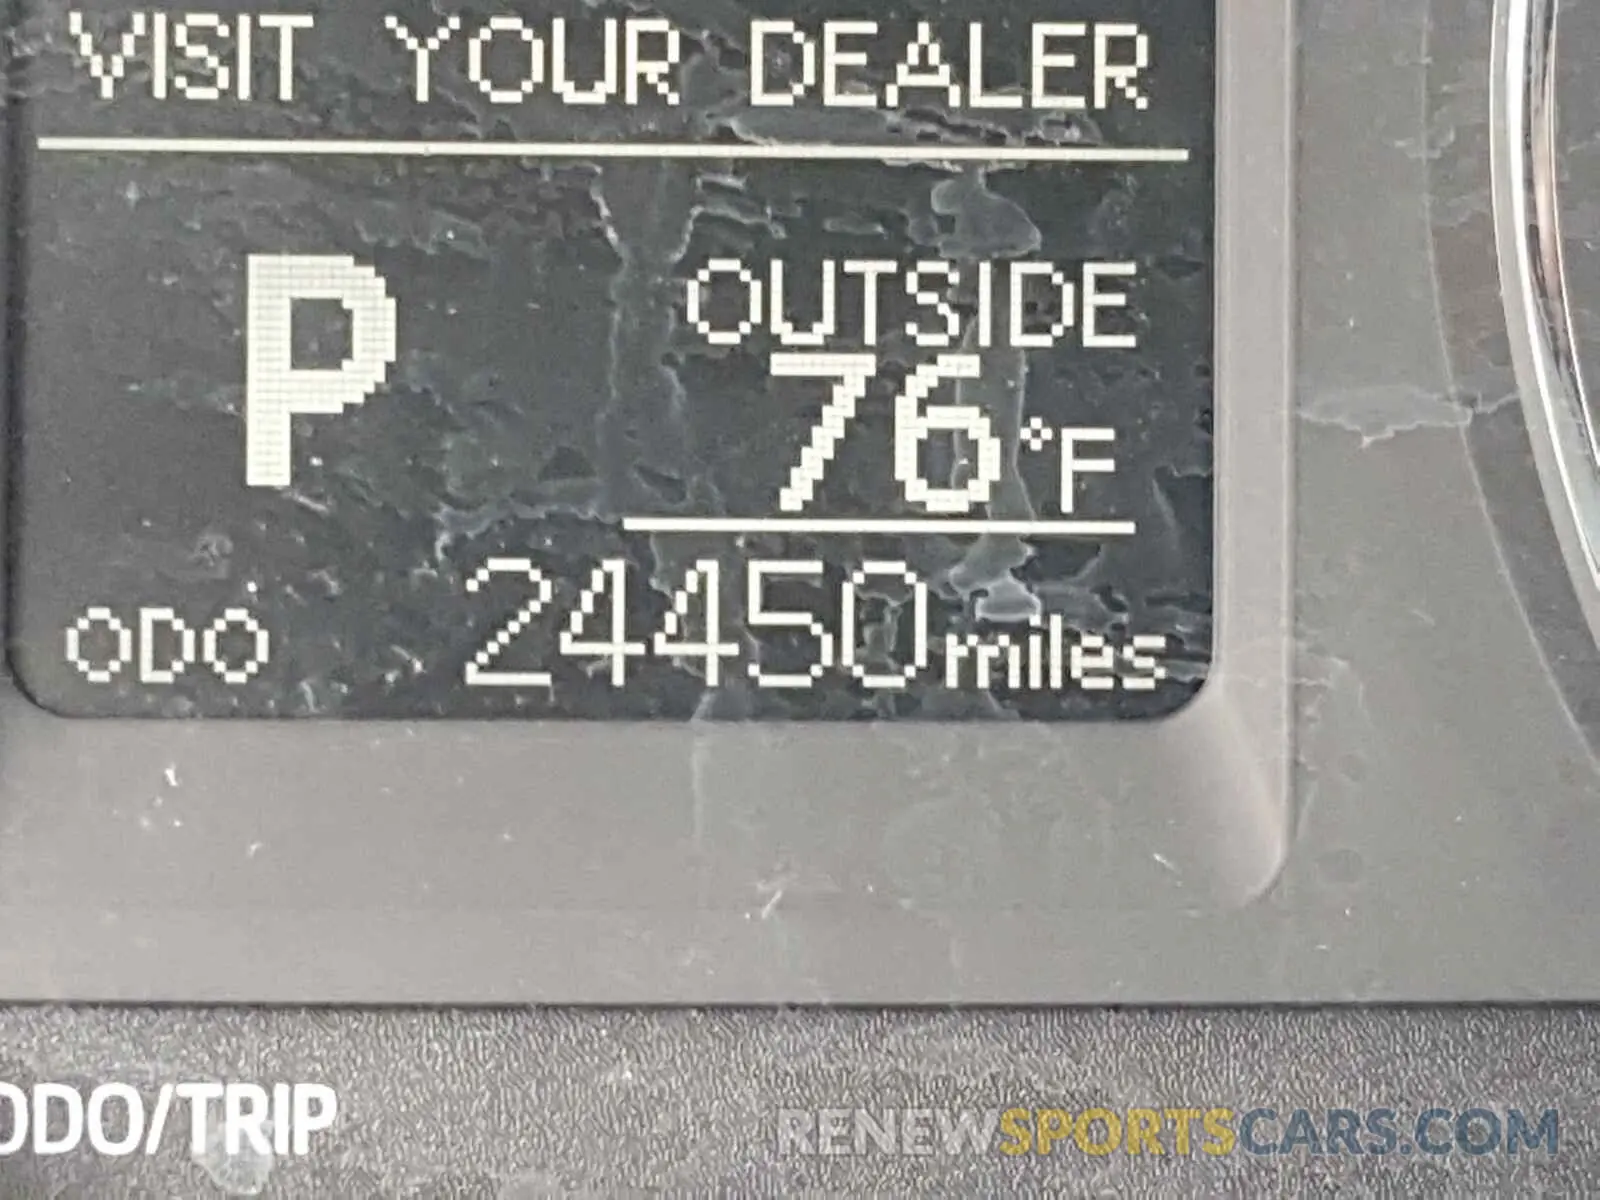 VISIT YOUR DEALER
P
OUTSIDE
76°F
ODO 24450 miles
ODO/TRIP
RENEWSPORTSCARS.COM